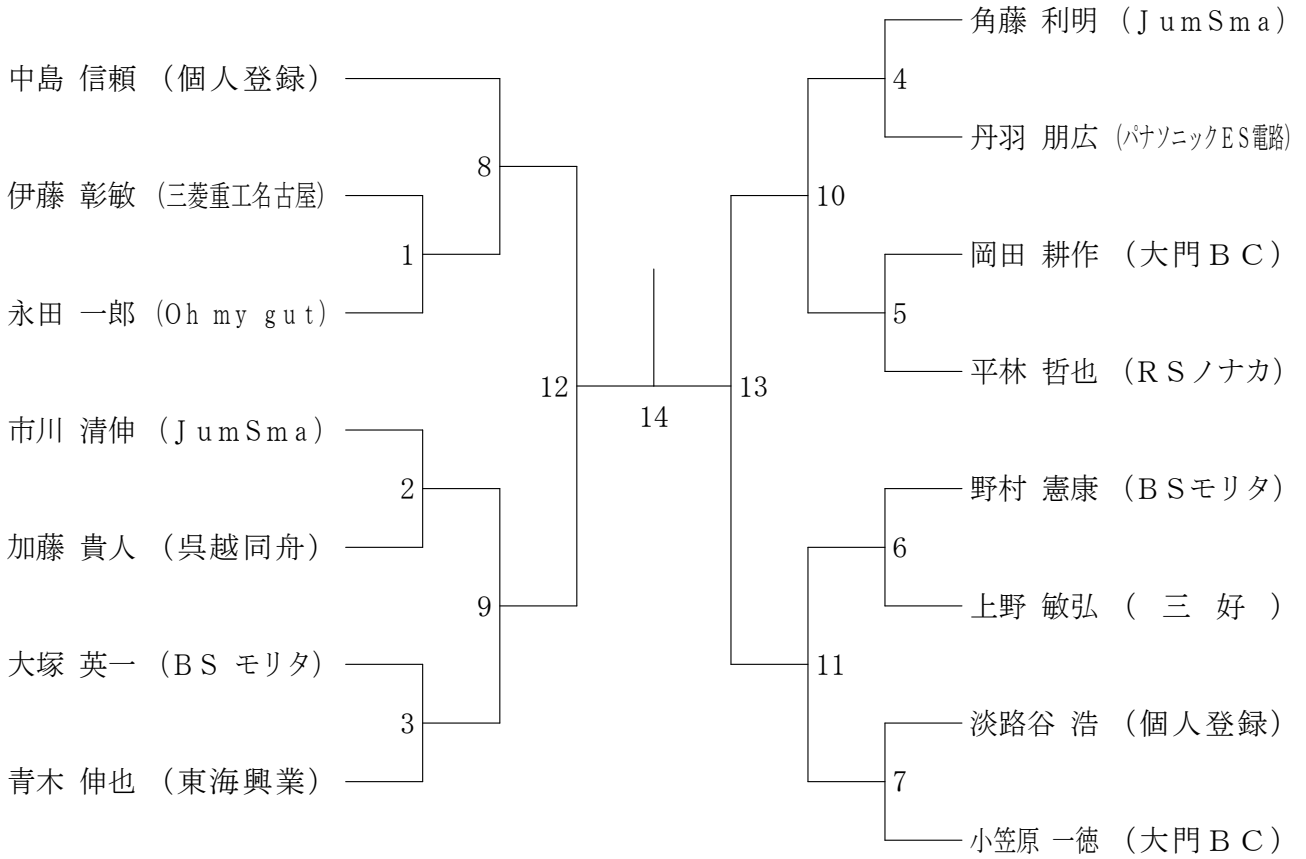 中島 信頼 (個人登録)
伊藤 彰敏 (三菱重工名古屋)
永田 一郎 (Oh my gut)
市川 清伸 (JumSma)
加藤 貴人 (呉越同舟)
大塚 英一 (BS モリタ)
青木 伸也 (東海興業)
8
1
2
9
3
12
14
13
角藤 利明 (JumSma)
4
丹羽 朋広 (パナソニックES電路)
10
岡田 耕作 (大門BC)
5
平林 哲也 (RSノナカ)
野村 憲康 (BSモリタ)
6
上野 敏弘 (三好)
11
淡路谷 浩 (個人登録)
7
小笠原 一徳 (大門BC)